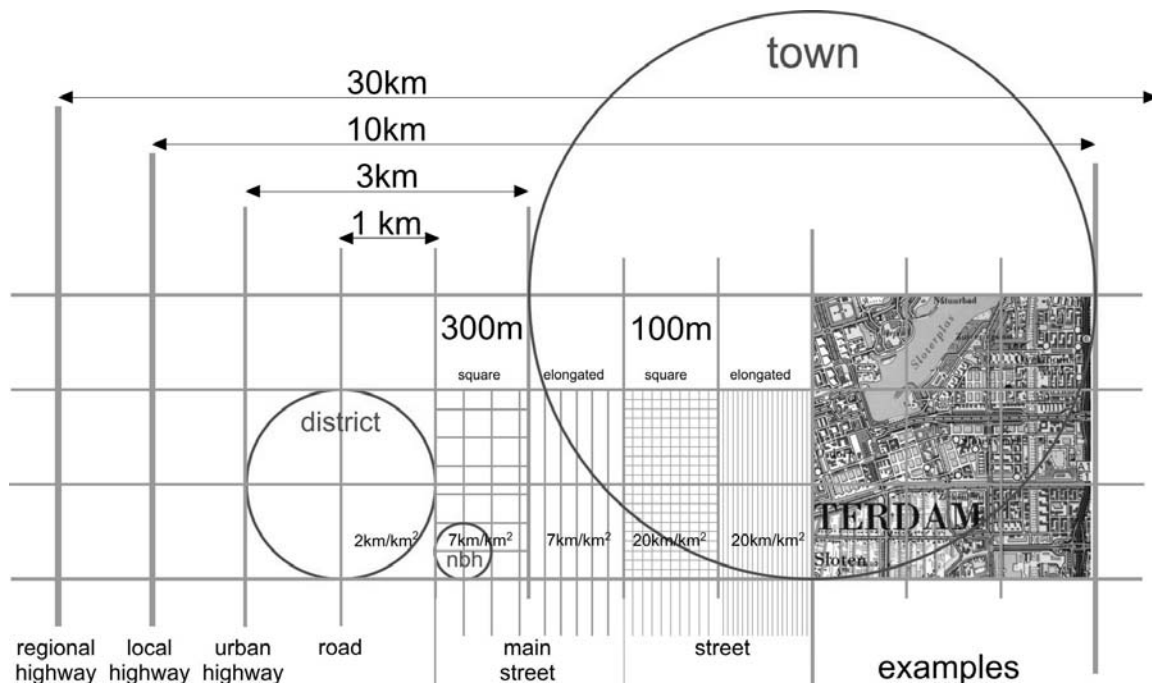 town
30km
10km
3km
1 km
300m
100m
square
elongated
square
elongated
district
2km/km²
7km/km²
7km/km²
20km/km²
20km/km²
nbh
Natuurbad
Sloterplas
TERDAM
Sloten
regional
highway
local
highway
urban
highway
road
main
street
street
examples